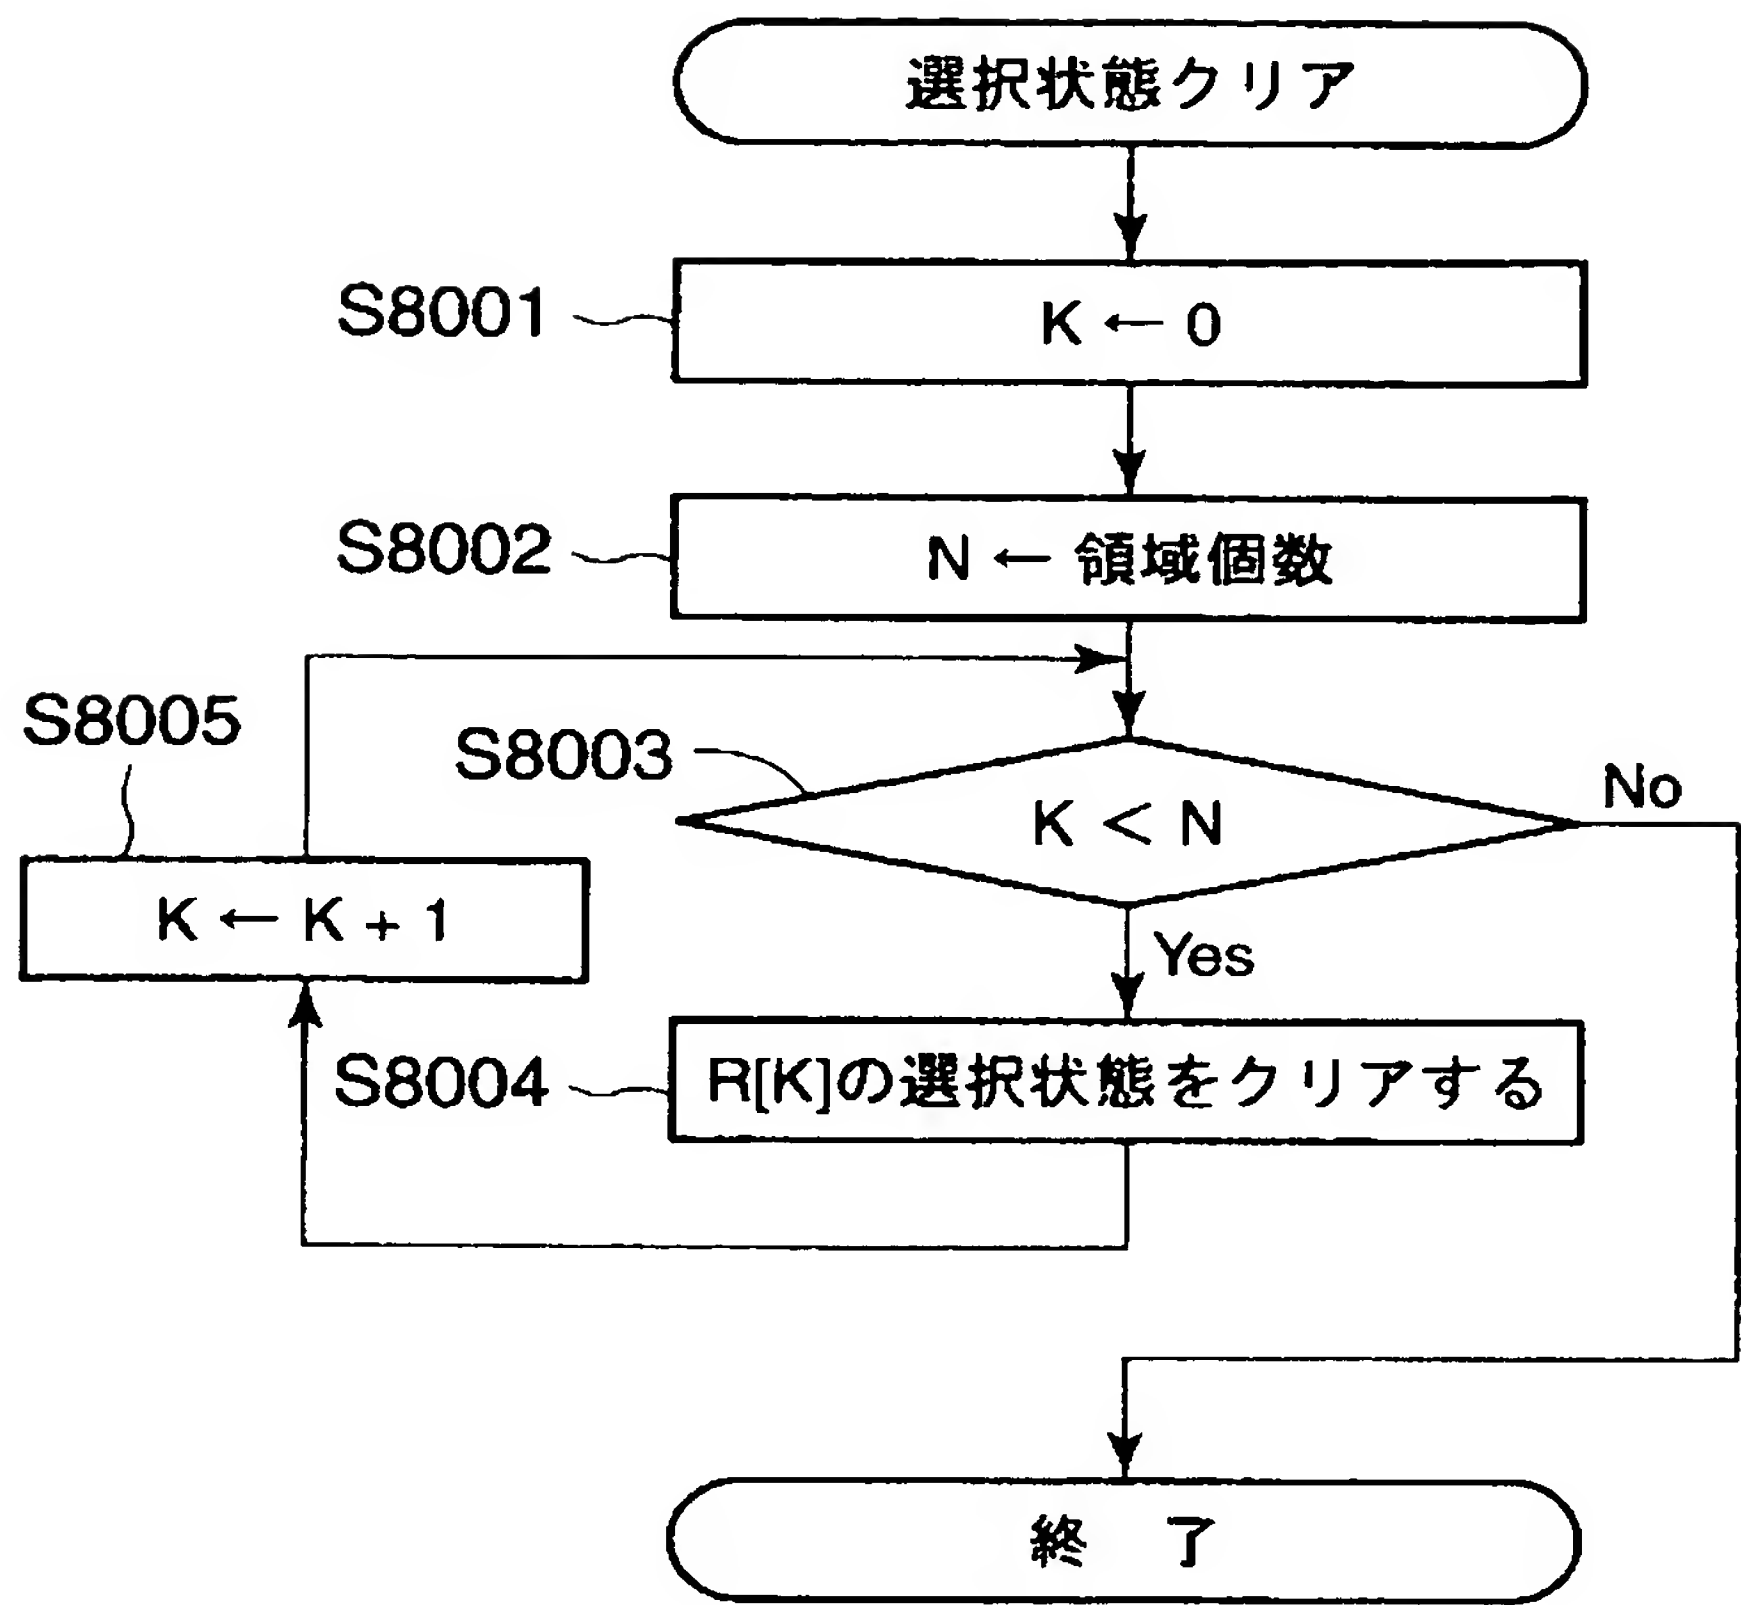 選択状態クリア
S8001
K ← 0
S8002
N ← 領域個数
S8005
S8003
K < N
No
K ← K + 1
Yes
S8004
R[K]の選択状態をクリアする
終 了